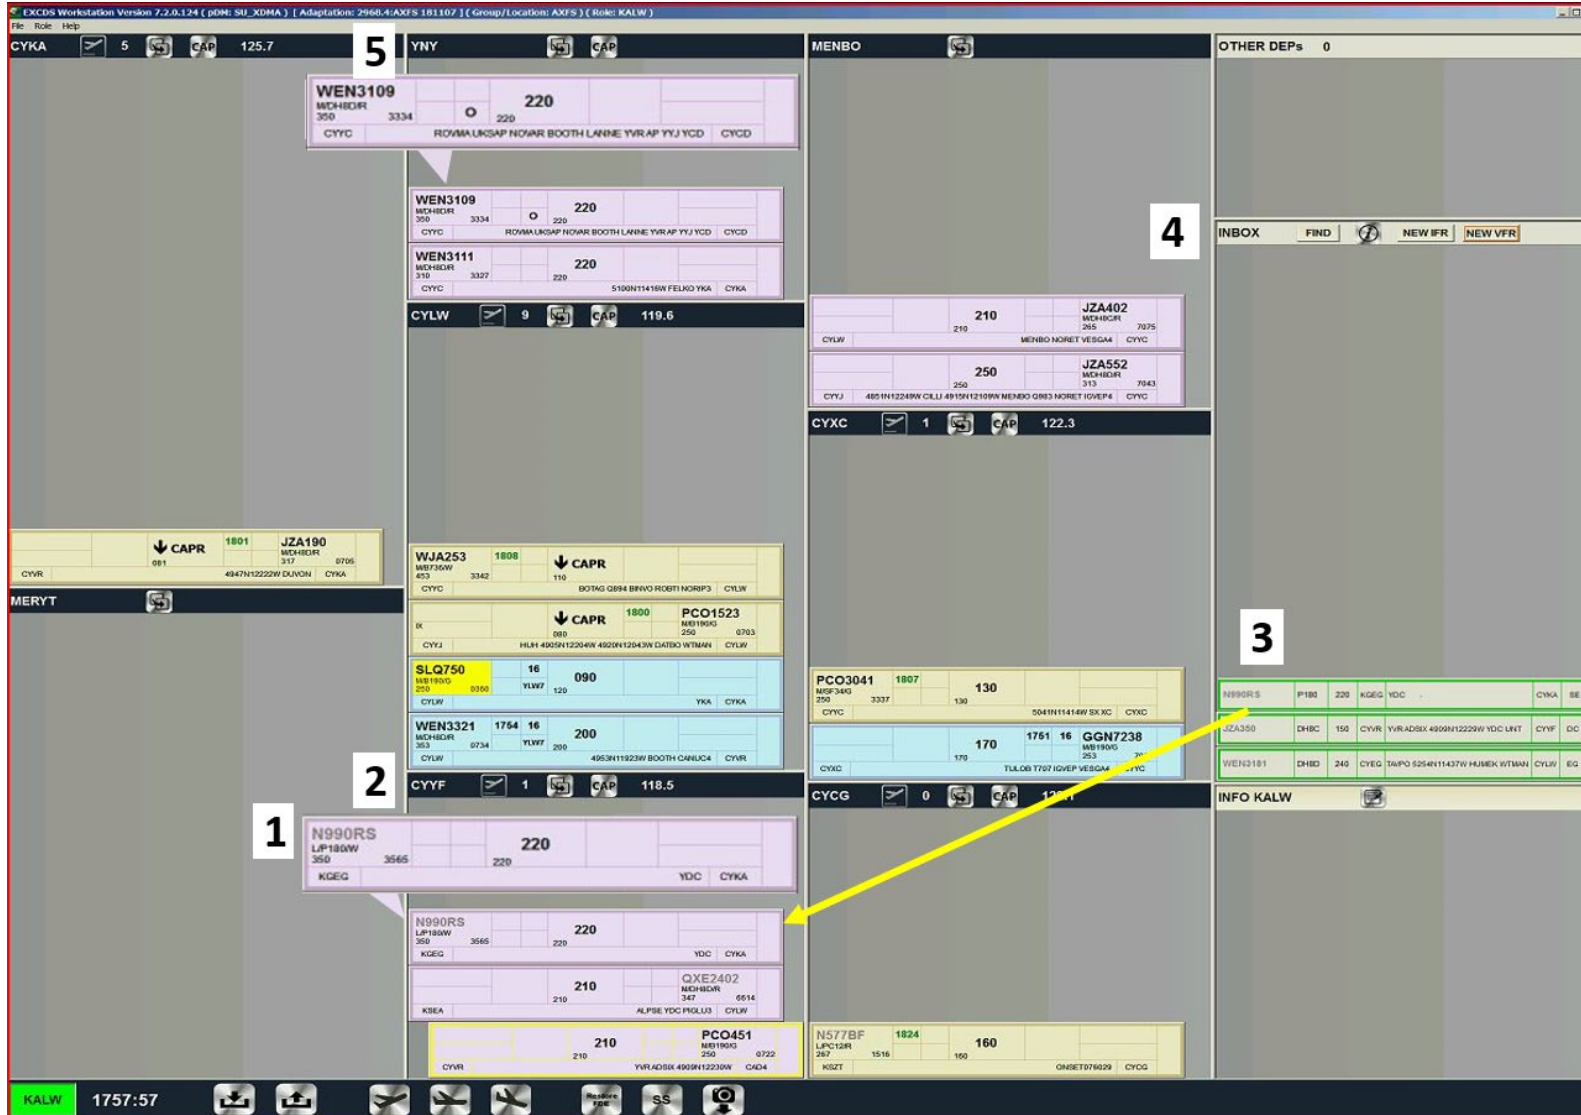 EXCDS Workstation Version 7.2.0.124 ( pDM: SU_XDMA ) [ Adaptation: 2968.4:AXFS 181107 ] ( Group/Location: AXFS ) ( Role: KALW )
File Role Help
CYKA 5 CAP 125.7
1801 JZA190
CAPR M/DH8D/R
081 317 0705
CYVR 4947N12222W DUVON CYKA
MERYT
5
YNY CAP
WEN3109
M/DH8D/R 220
350 3334 O 220
CYYC ROVMA UKSAP NOVAR BOOTH LANNE YVR AP YYJ YCD CYCD
WEN3109
M/DH8D/R 220
350 3334 O 220
CYYC ROVMA UKSAP NOVAR BOOTH LANNE YVR AP YYJ YCD CYCD
WEN3111
M/DH8D/R 220
310 3327 220
CYYC 5100N11416W FELKO YKA CYKA
CYLW 9 CAP 119.6
WJA253 1808
M/B736/W CAPR
453 3342 110
CYYC BOTAG Q894 BINVO ROBTI NORIP3 CYLW
1800 PCO1523
IX CAPR M/B190/G
080 250 0703
CYYJ HUH 4905N12204W 4920N12043W DATBO WTMAN CYLW
SLQ750 16
M/B190/G 090
250 0360 YLW7 120
CYLW YKA CYKA
WEN3321 1754 16
M/DH8D/R 200
353 0734 YLW7 200
CYLW 4953N11923W BOOTH CANUC4 CYVR
2
CYYF 1 CAP 118.5
1
N990RS
L/P180/W 220
350 3565 220
KGEG YDC CYKA
N990RS
L/P180/W 220
350 3565 220
KGEG YDC CYKA
QXE2402
210 M/DH8D/R
210 347 6614
KSEA ALPSE YDC PIGLU3 CYLW
PCO451
210 M/B190/G
210 250 0722
CYVR YVR ADSIX 4909N12230W CAD4
MENBO
4
JZA402
210 M/DH8C/R
210 265 7075
CYLW MENBO NORET VESGA4 CYYC
JZA552
250 M/DH8D/R
250 313 7043
CYYJ 4851N12249W CILLI 4915N12109W MENBO Q983 NORET IGVEP4 CYYC
CYXC 1 CAP 122.3
PCO3041 1807
M/SF34/G 130
250 3337 130
CYYC 5041N11414W SX XC CYXC
1751 16 GGN7238
170 M/B190/G
170 253
CYXC TULOB T707 IGVEP VESGA4 CYYC
CYCG 0 CAP
N577BF 1824
L/PC12/R 160
267 1516 160
KSZT ONSET076029 CYCG
OTHER DEPs 0
INBOX FIND NEW IFR NEW VFR
3
N990RS P180 220 KGEG YDC . CYKA SE
JZA350 DH8C 150 CYVR YVR ADSIX 4909N12229W YDC UNT CYYF DC
WEN3181 DH8D 240 CYEG TAVPO 5254N11437W HUMEK WTMAN CYLW EG
INFO KALW
KALW 1757:57 Restore FDE SS